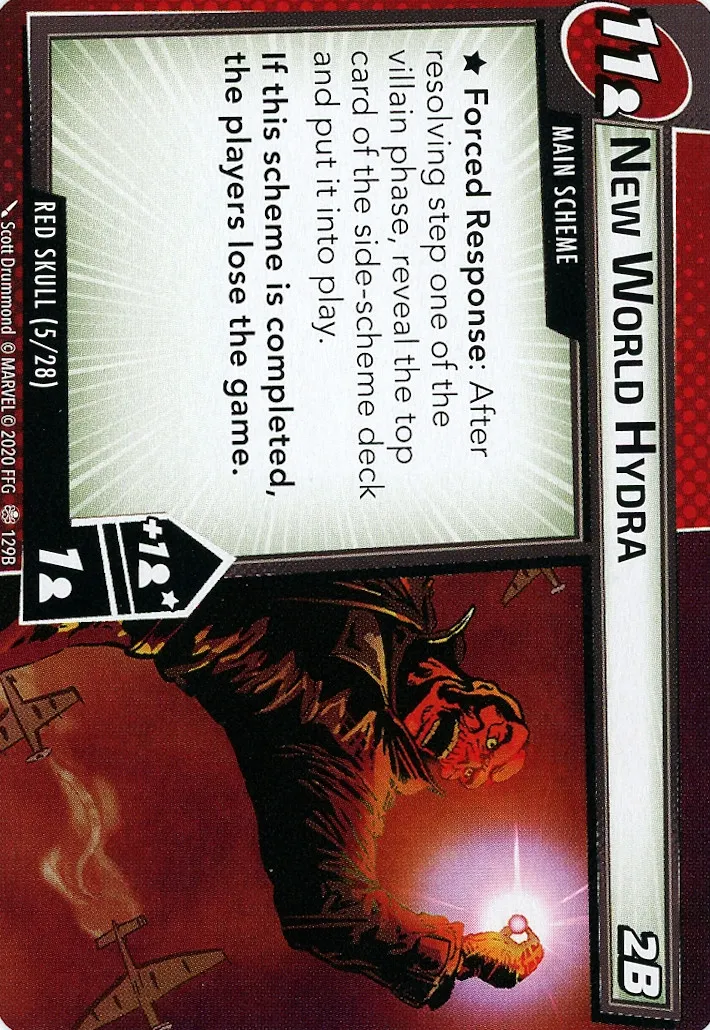 11
NEW WORLD HYDRA
2B
MAIN SCHEME
★ Forced Response: After
resolving step one of the
villain phase, reveal the top
card of the side-scheme deck
and put it into play.
If this scheme is completed,
the players lose the game.
+1 ★
1
RED SKULL (5/28)
Scott Drummond © MARVEL © 2020 FFG 129B